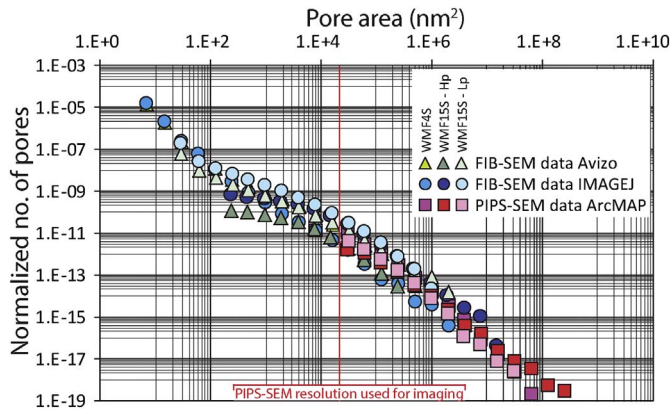 Pore area (nm²)
1.E+0 1.E+2 1.E+4 1.E+6 1.E+8 1.E+10
Normalized no. of pores
1.E-03
1.E-05
1.E-07
1.E-09
1.E-11
1.E-13
1.E-15
1.E-17
1.E-19
WMF4S
WMF15S - Hp
WMF15S - Lp
FIB-SEM data Avizo
FIB-SEM data IMAGEJ
PIPS-SEM data ArcMAP
PIPS-SEM resolution used for imaging